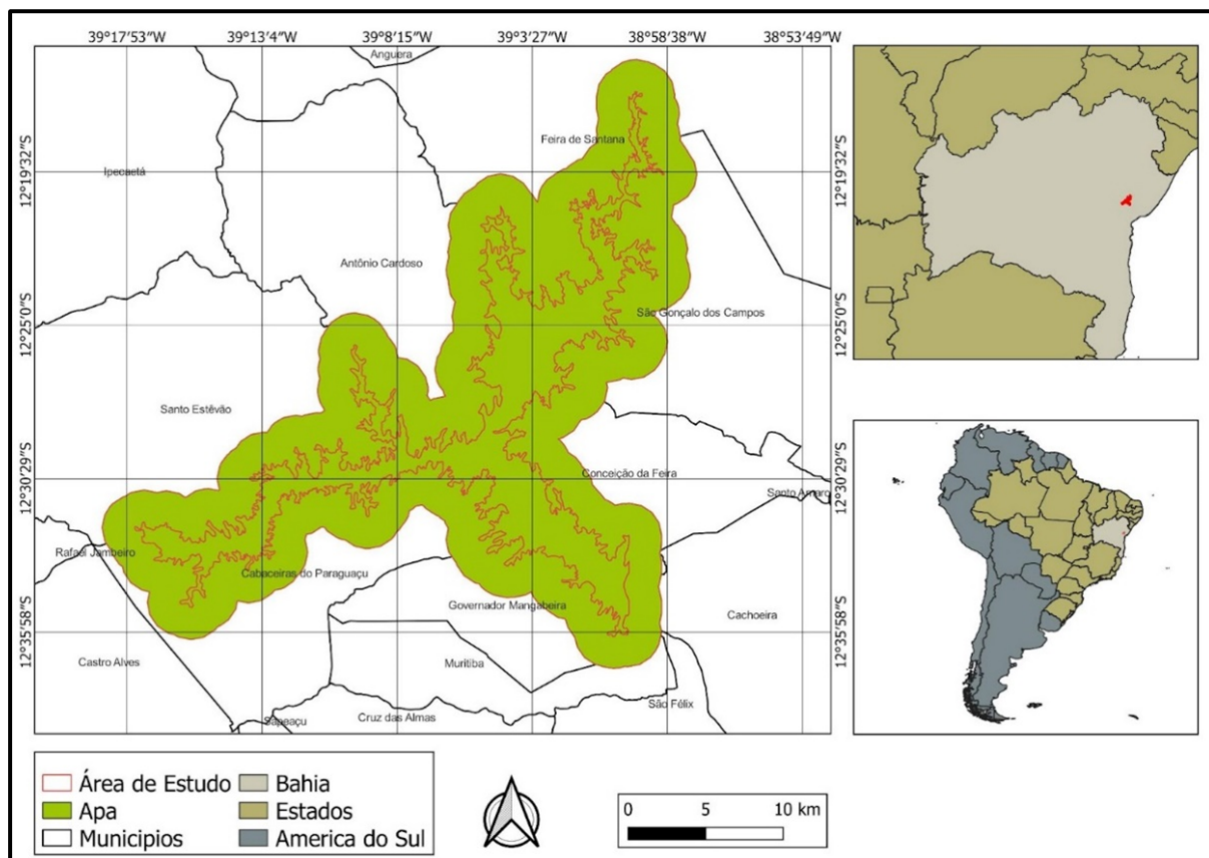 39°17′53″W 39°13′4″W 39°8′15″W 39°3′27″W 38°58′38″W 38°53′49″W
Anguera
Feira de Santana
12°19′32″S
12°19′32″S
Ipecaetá
Antônio Cardoso
São Gonçalo dos Campos
12°25′0″S
12°25′0″S
Santo Estêvão
Conceição da Feira
12°30′29″S
12°30′29″S
Santo Amaro
Rafael Jambeiro
Cabaceiras do Paraguaçu
Governador Mangabeira
Cachoeira
12°35′58″S
12°35′58″S
Castro Alves
Muritiba
São Félix
Sapeaçu
Cruz das Almas
Área de Estudo
Apa
Municipios
Bahia
Estados
America do Sul
0 5 10 km